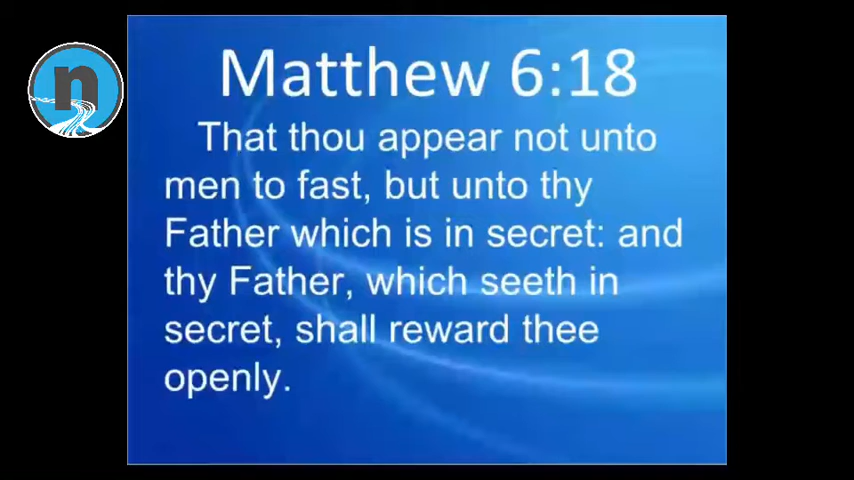 n
Matthew 6:18
That thou appear not unto
men to fast, but unto thy
Father which is in secret: and
thy Father, which seeth in
secret, shall reward thee
openly.